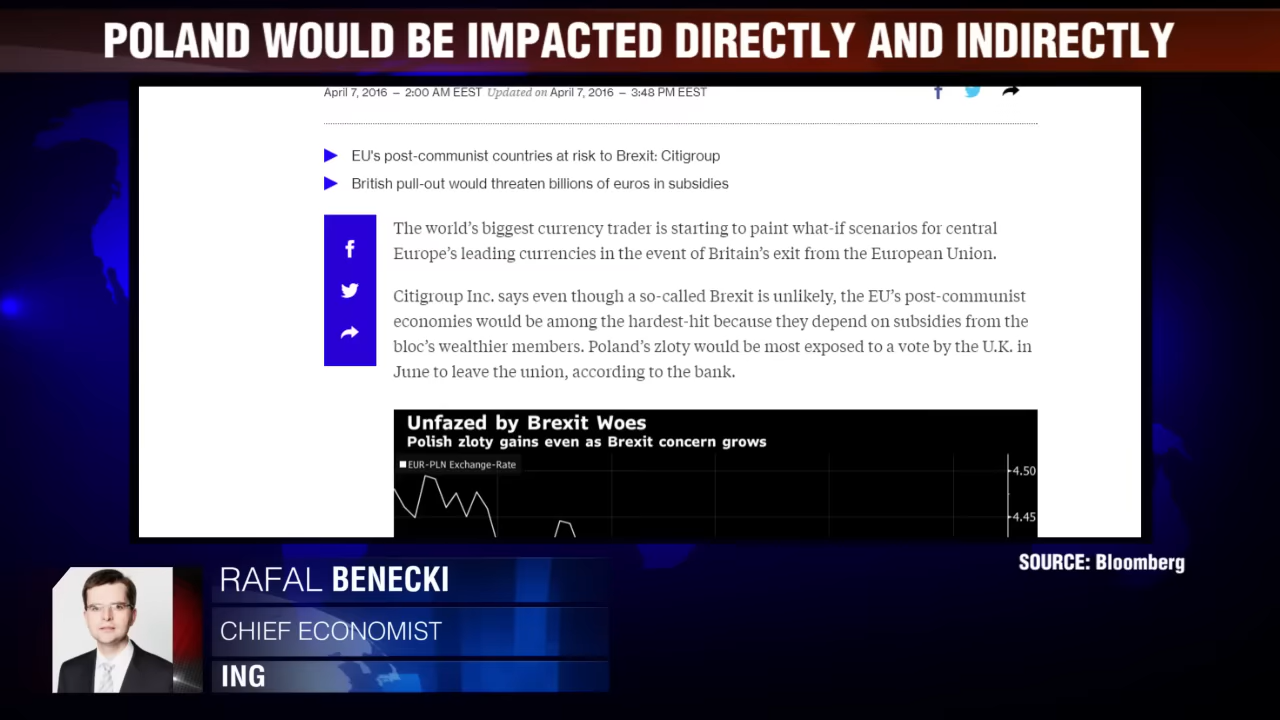 POLAND WOULD BE IMPACTED DIRECTLY AND INDIRECTLY
April 7, 2016 — 2:00 AM EEST Updated on April 7, 2016 — 3:48 PM EEST
EU's post-communist countries at risk to Brexit: Citigroup
British pull-out would threaten billions of euros in subsidies
The world's biggest currency trader is starting to paint what-if scenarios for central
Europe's leading currencies in the event of Britain's exit from the European Union.
Citigroup Inc. says even though a so-called Brexit is unlikely, the EU's post-communist
economies would be among the hardest-hit because they depend on subsidies from the
bloc's wealthier members. Poland's zloty would be most exposed to a vote by the U.K. in
June to leave the union, according to the bank.
Unfazed by Brexit Woes
Polish zloty gains even as Brexit concern grows
EUR-PLN Exchange-Rate
4.50
4.45
SOURCE: Bloomberg
RAFAL BENECKI
CHIEF ECONOMIST
ING